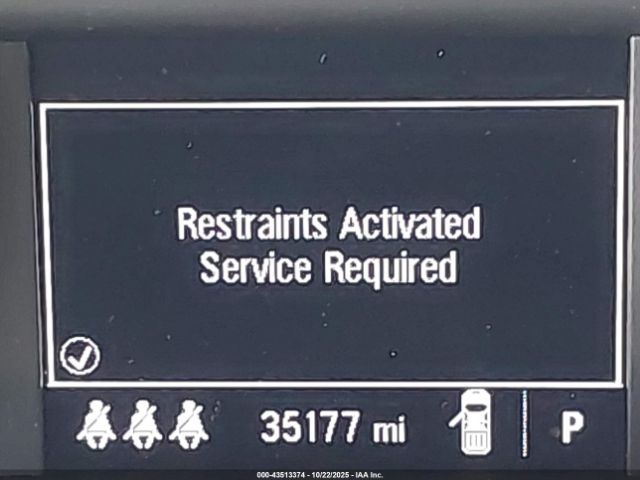 Restraints Activated
Service Required
35177 mi
P
000-43513374 - 10/22/2025 - IAA Inc.